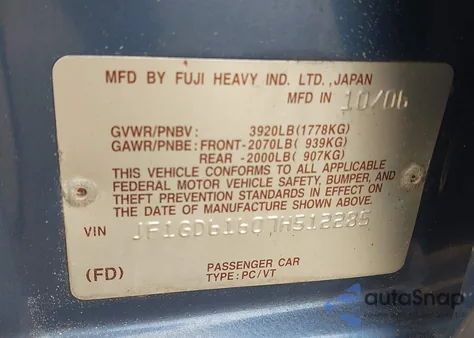 MFD BY FUJI HEAVY IND. LTD.,JAPAN
MFD IN 10/06
GVWR/PNBV: 3920LB(1778KG)
GAWR/PNBE: FRONT-2070LB( 939KG)
REAR -2000LB( 907KG)
THIS VEHICLE CONFORMS TO ALL APPLICABLE
FEDERAL MOTOR VEHICLE SAFETY, BUMPER, AND
THEFT PREVENTION STANDARDS IN EFFECT ON
THE DATE OF MANUFACTURE SHOWN ABOVE.
VIN JF1GD61607H512285
(FD) PASSENGER CAR
TYPE: PC/VT
autoSnap